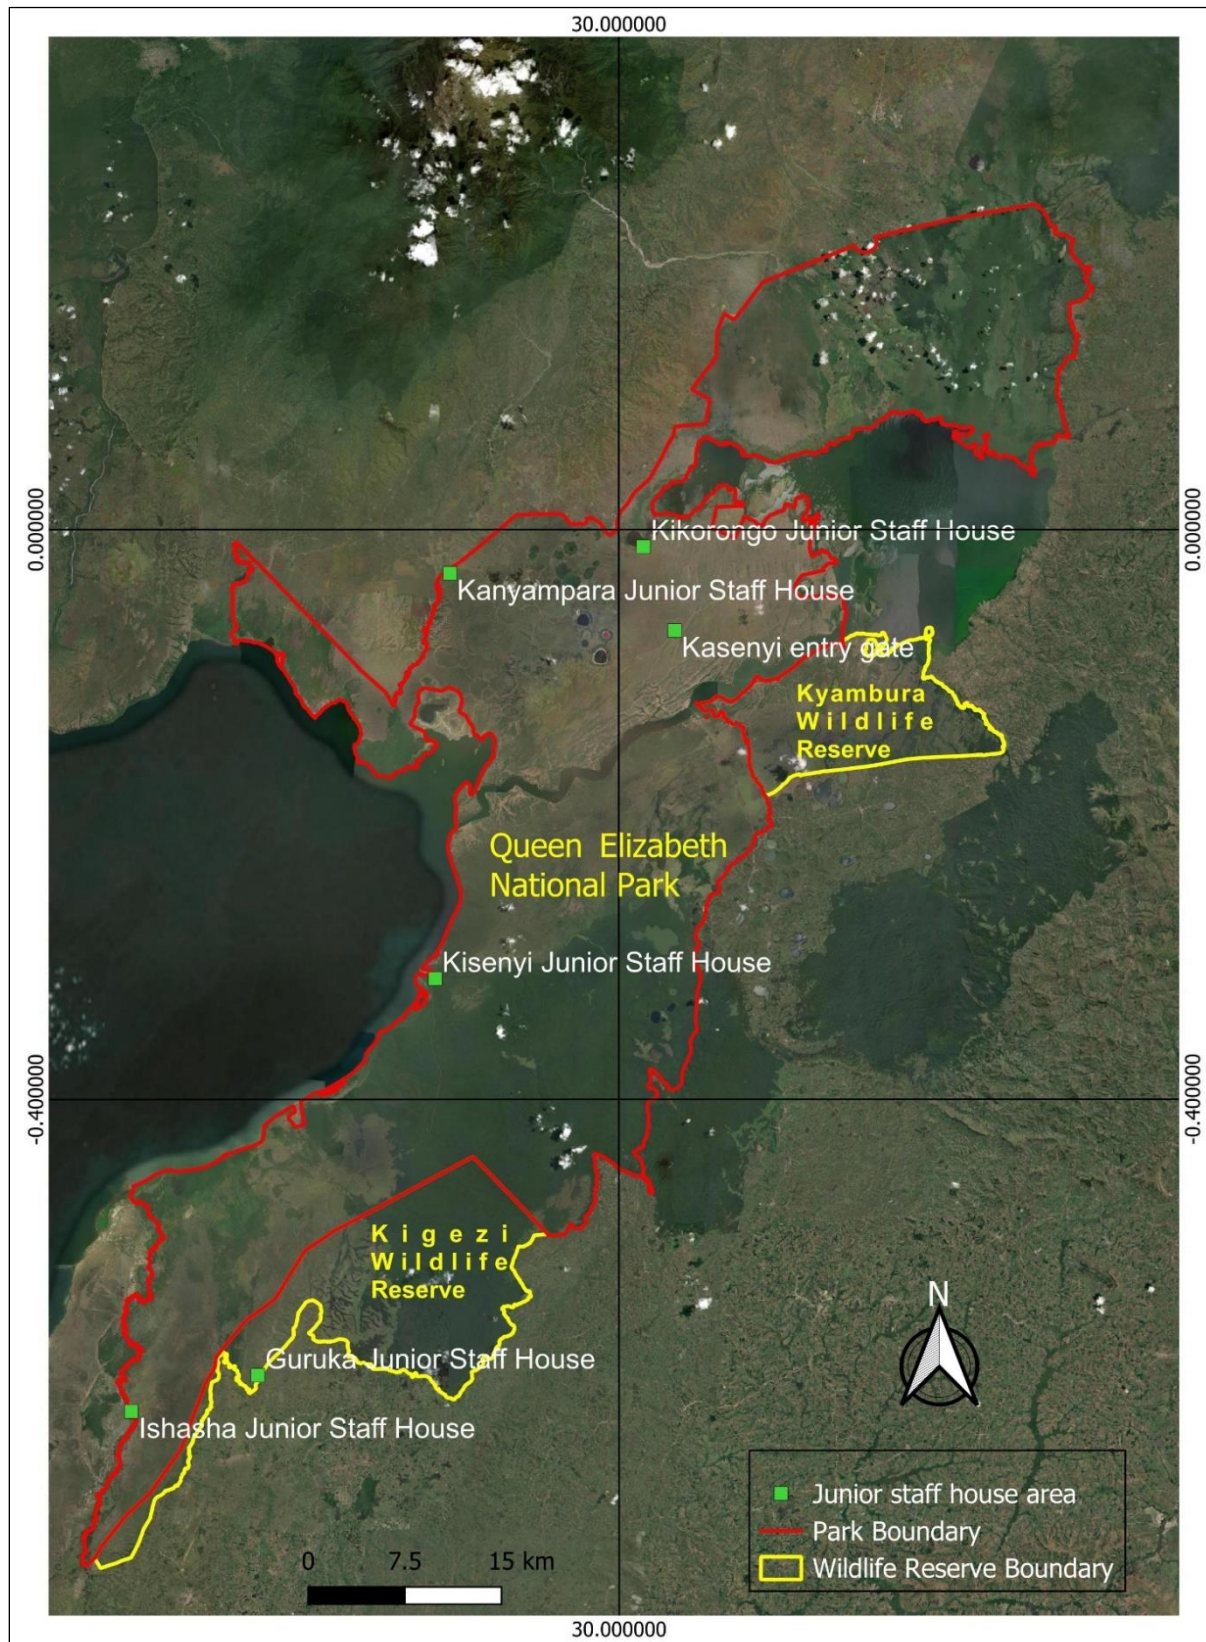 30.000000
0.000000
0.000000
Kikorongo Junior Staff House
Kanyampara Junior Staff House
Kasenyi entry gate
Kyambura
Wildlife
Reserve
Queen Elizabeth
National Park
Kisenyi Junior Staff House
-0.400000
-0.400000
Kigezi
Wildlife
Reserve
Guruka Junior Staff House
Ishasha Junior Staff House
N
Junior staff house area
Park Boundary
Wildlife Reserve Boundary
0 7.5 15 km
30.000000